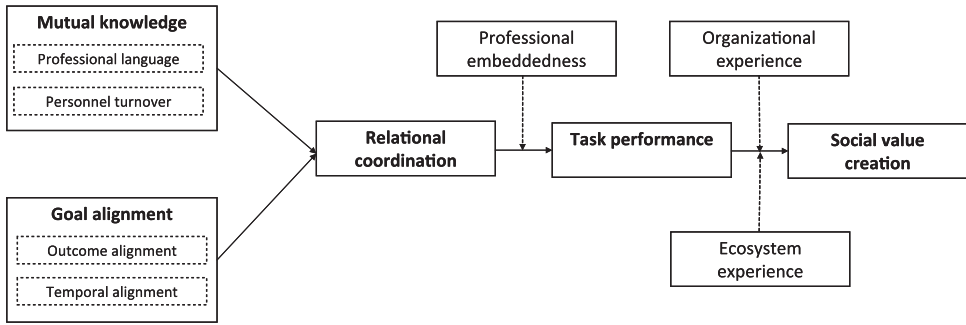 Mutual knowledge
Professional language
Personnel turnover
Goal alignment
Outcome alignment
Temporal alignment
Relational
coordination
Professional
embeddedness
Task performance
Organizational
experience
Ecosystem
experience
Social value
creation